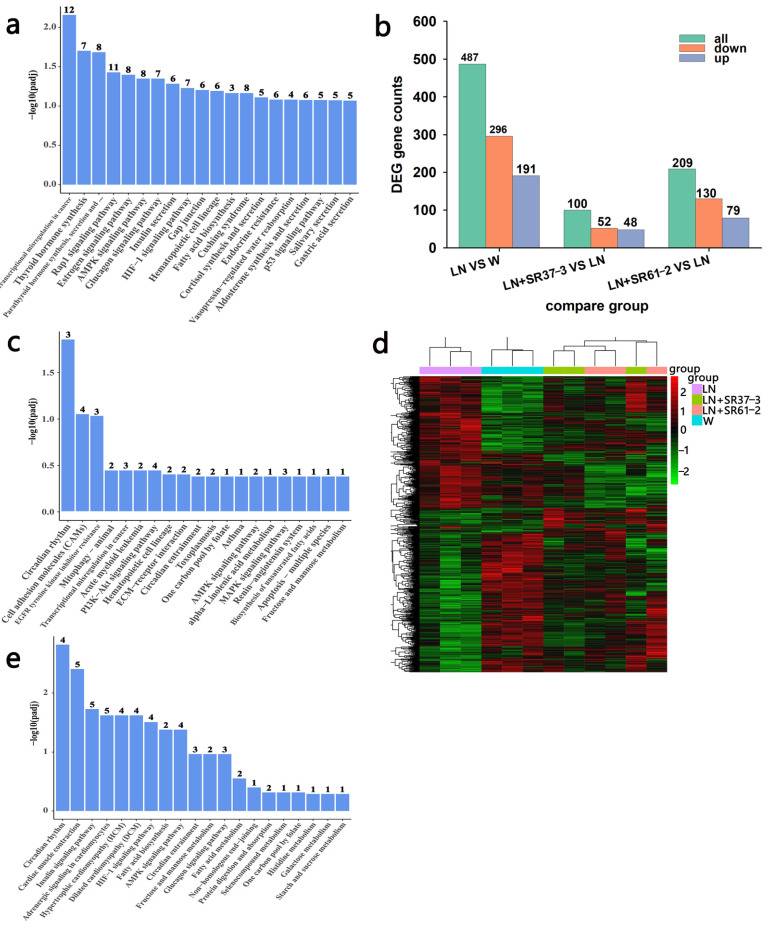 a
12
7
8
11
8
8
7
6
7
6
6
3
8
5
6
4
6
5
5
5
2.0
1.5
1.0
0.5
0.0
−log10(padj)
Transcriptional misregulation in cancer
Thyroid hormone synthesis
Parathyroid hormone synthesis, secretion and ...
Rap1 signaling pathway
Estrogen signaling pathway
AMPK signaling pathway
Glucagon signaling pathway
Insulin secretion
HIF−1 signaling pathway
Gap junction
Hematopoietic cell lineage
Fatty acid biosynthesis
Cushing syndrome
Cortisol synthesis and secretion
Endocrine resistance
Vasopressin−regulated water reabsorption
Aldosterone synthesis and secretion
p53 signaling pathway
Salivary secretion
Gastric acid secretion
b
600
500
400
300
200
100
0
DEG gene counts
487
296
191
100
52
48
209
130
79
all
down
up
LN VS W
LN+SR37−3 VS LN
LN+SR61−2 VS LN
compare group
c
3
4
3
2
3
2
4
2
2
2
2
1
1
2
1
3
1
1
1
1
1.5
1.0
0.5
0.0
−log10(padj)
Circadian rhythm
Cell adhesion molecules (CAMs)
EGFR tyrosine kinase inhibitor resistance
Mitophagy − animal
Transcriptional misregulation in cancer
Acute myeloid leukemia
PI3K−Akt signaling pathway
Hematopoietic cell lineage
ECM−receptor interaction
Circadian entrainment
Toxoplasmosis
One carbon pool by folate
Asthma
AMPK signaling pathway
alpha−Linolenic acid metabolism
MAPK signaling pathway
Renin−angiotensin system
Biosynthesis of unsaturated fatty acids
Apoptosis − multiple species
Fructose and mannose metabolism
d
group
group
LN
LN+SR37−3
LN+SR61−2
W
2
1
0
−1
−2
e
4
5
5
4
4
4
4
2
4
3
2
3
2
1
2
1
1
1
1
1
2
1
0
−log10(padj)
Circadian rhythm
Cardiac muscle contraction
Insulin signaling pathway
Adrenergic signaling in cardiomyocytes
Hypertrophic cardiomyopathy (HCM)
Dilated cardiomyopathy (DCM)
HIF−1 signaling pathway
Fatty acid biosynthesis
AMPK signaling pathway
Circadian entrainment
Fructose and mannose metabolism
Glucagon signaling pathway
Fatty acid metabolism
Non−homologous end−joining
Protein digestion and absorption
Selenocompound metabolism
One carbon pool by folate
Histidine metabolism
Galactose metabolism
Starch and sucrose metabolism